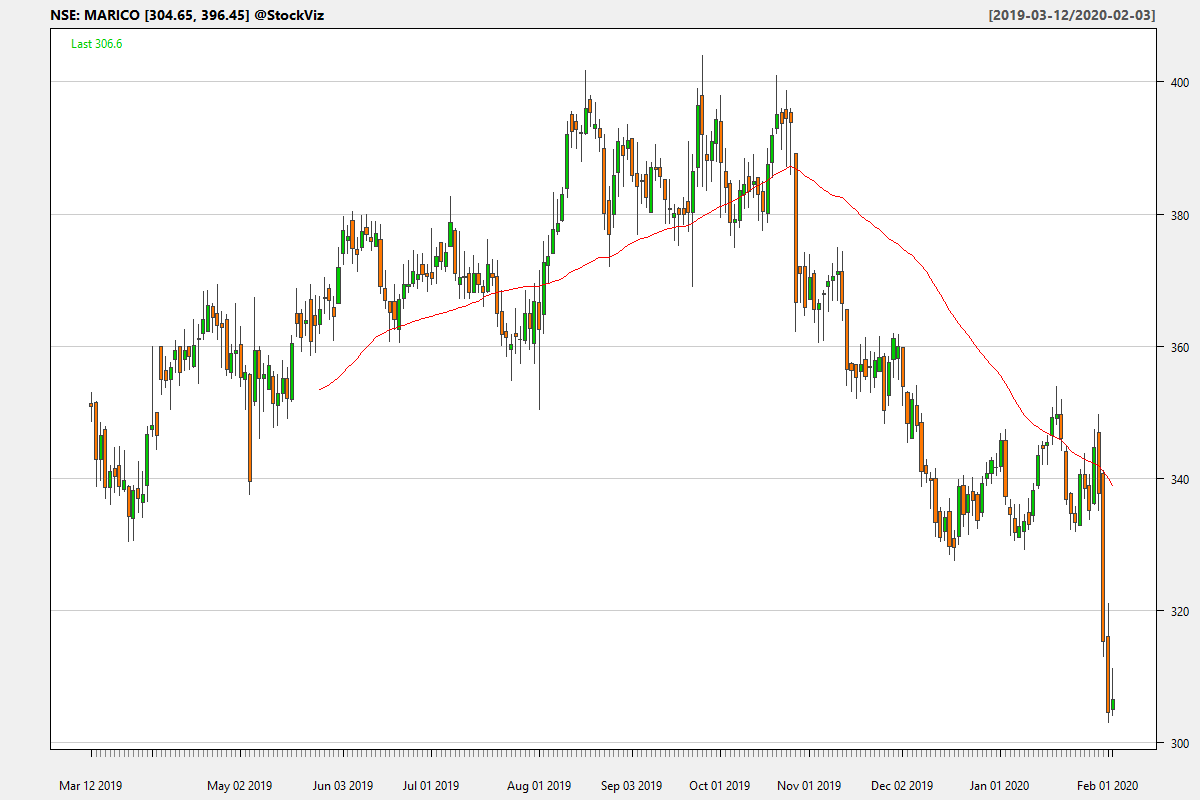 NSE: MARICO [304.65, 396.45] @StockViz [2019-03-12/2020-02-03]
Last 306.6
400
380
360
340
320
300
Mar 12 2019 May 02 2019 Jun 03 2019 Jul 01 2019 Aug 01 2019 Sep 03 2019 Oct 01 2019 Nov 01 2019 Dec 02 2019 Jan 01 2020 Feb 01 2020